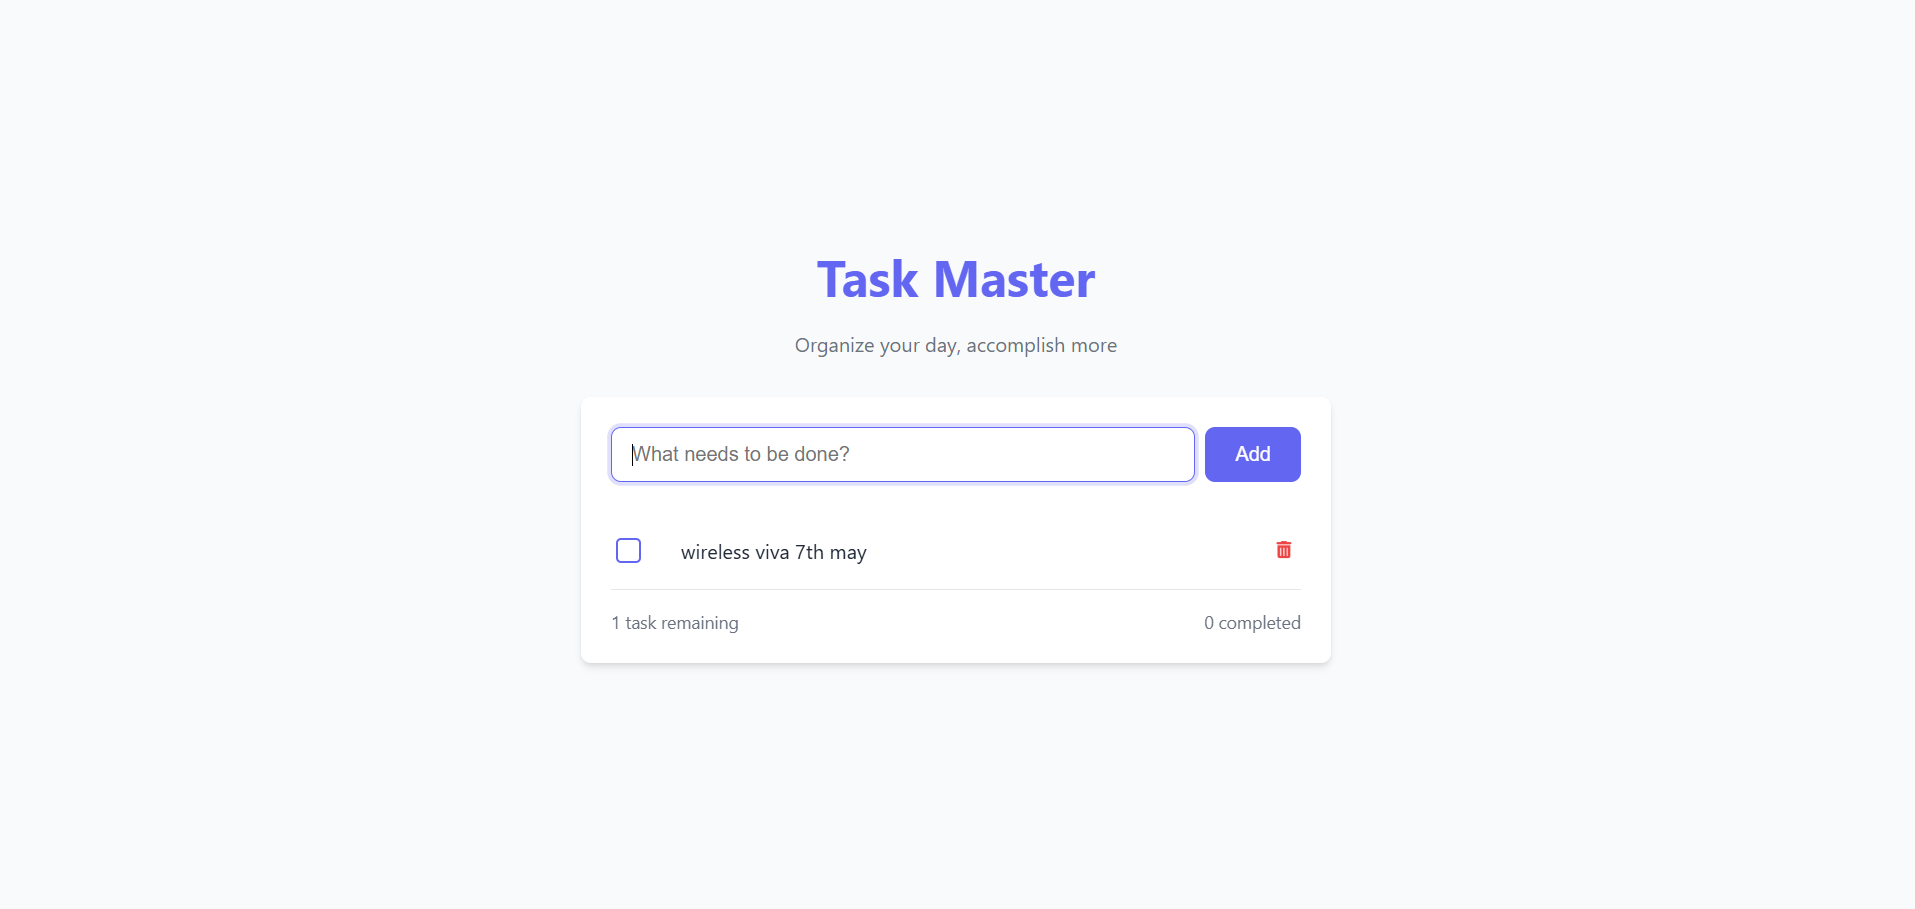 Task Master
Organize your day, accomplish more
What needs to be done?
Add
wireless viva 7th may
1 task remaining
0 completed